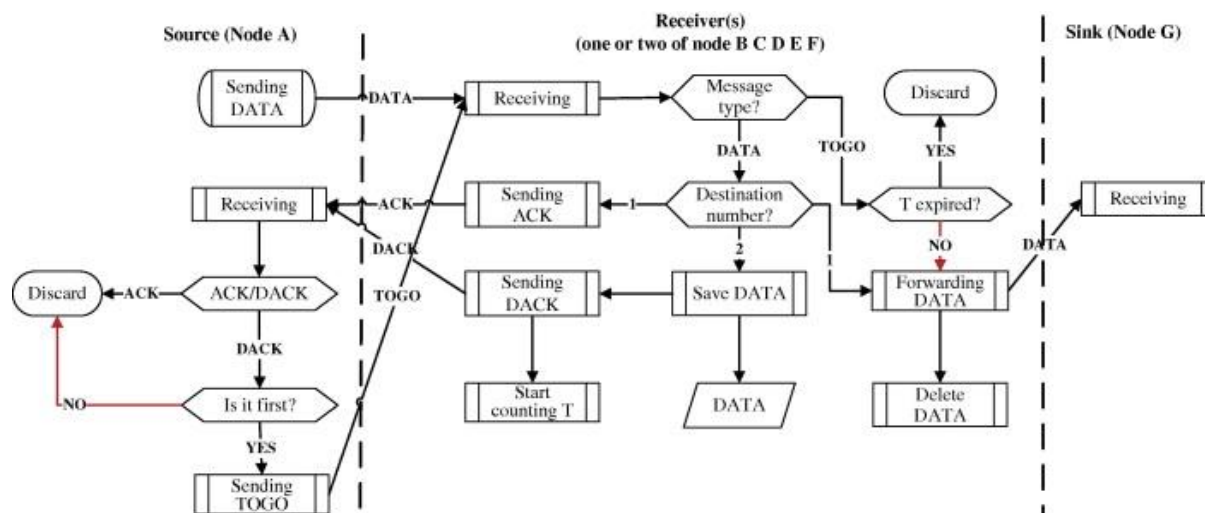 Source (Node A)
Receiver(s)
(one or two of node B C D E F)
Sink (Node G)
Sending
DATA
DATA
Receiving
Message
type?
Discard
DATA
TOGO
YES
Receiving
ACK
Sending
ACK
1
Destination
number?
T expired?
Receiving
DACK
2
1
NO
DATA
Discard
ACK
ACK/DACK
TOGO
Sending
DACK
Save DATA
Forwarding
DATA
DACK
NO
Is it first?
Start
counting T
DATA
Delete
DATA
YES
Sending
TOGO